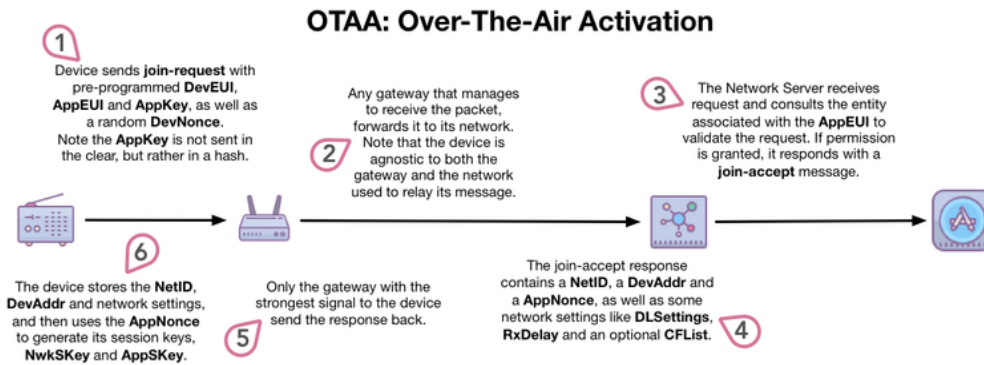 OTAA: Over-The-Air Activation
1
Device sends join-request with
pre-programmed DevEUI,
AppEUI and AppKey, as well as
a random DevNonce.
Note the AppKey is not sent in
the clear, but rather in a hash.
2
Any gateway that manages
to receive the packet,
forwards it to its network.
Note that the device is
agnostic to both the
gateway and the network
used to relay its message.
3
The Network Server receives
request and consults the entity
associated with the AppEUI to
validate the request. If permission
is granted, it responds with a
join-accept message.
4
The join-accept response
contains a NetID, a DevAddr and
a AppNonce, as well as some
network settings like DLSettings,
RxDelay and an optional CFList.
5
Only the gateway with the
strongest signal to the device
send the response back.
6
The device stores the NetID,
DevAddr and network settings,
and then uses the AppNonce
to generate its session keys,
NwkSKey and AppSKey.